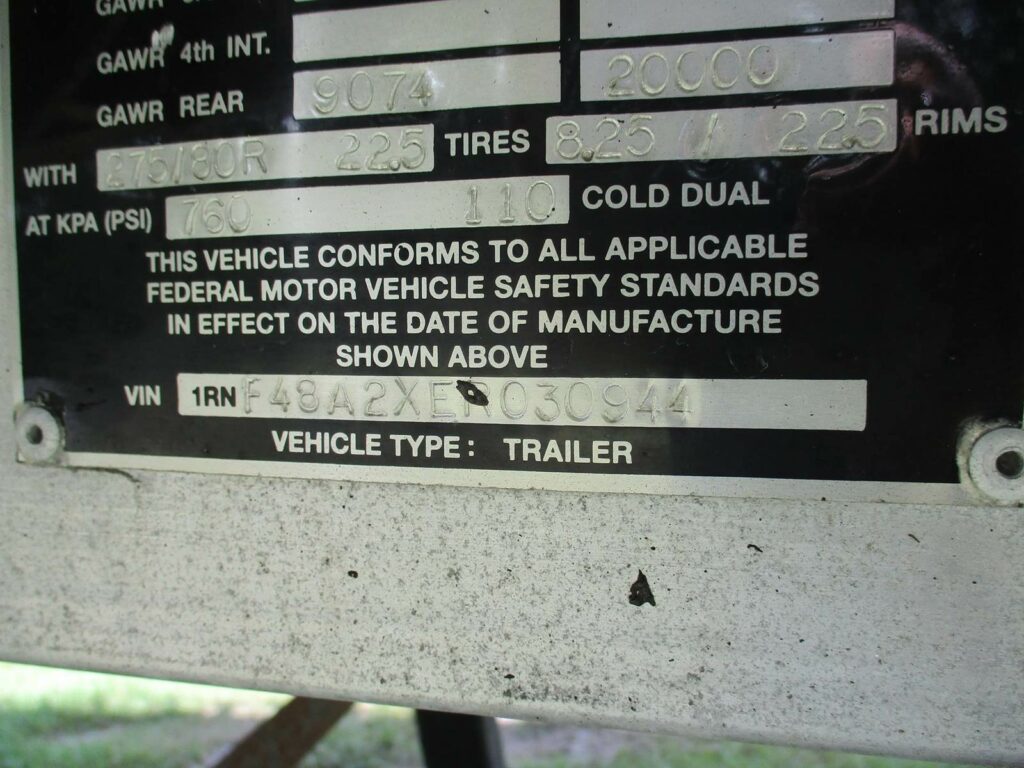 GAWR
GAWR 4th INT.
GAWR REAR 9074 20000
WITH 275/80R 22.5 TIRES 8.25 / 22.5 RIMS
AT KPA (PSI) 760 110 COLD DUAL
THIS VEHICLE CONFORMS TO ALL APPLICABLE
FEDERAL MOTOR VEHICLE SAFETY STANDARDS
IN EFFECT ON THE DATE OF MANUFACTURE
SHOWN ABOVE
VIN 1RNF48A2XER030944
VEHICLE TYPE: TRAILER